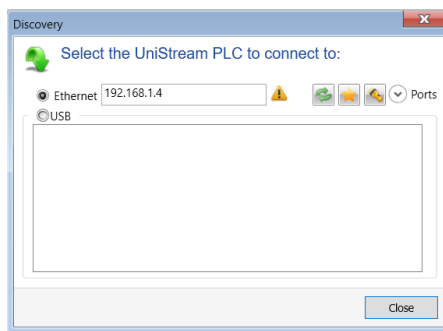 Discovery
Select the UniStream PLC to connect to:
Ethernet 192.168.1.4 Ports
USB
Close